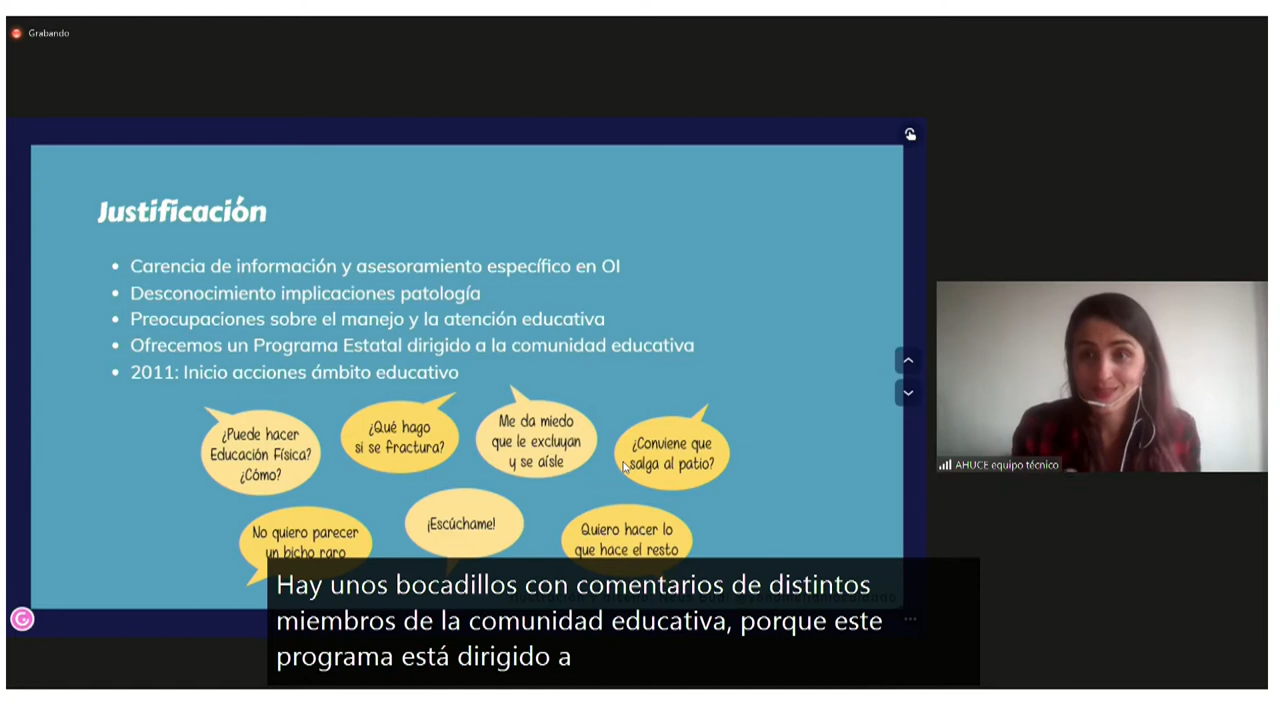 Grabando
Justificación
Carencia de información y asesoramiento específico en OI
Desconocimiento implicaciones patología
Preocupaciones sobre el manejo y la atención educativa
Ofrecemos un Programa Estatal dirigido a la comunidad educativa
2011: Inicio acciones ámbito educativo
¿Puede hacer
Educación Física?
¿Cómo?
¿Qué hago
si se fractura?
Me da miedo
que le excluyan
y se aísle
¿Conviene que
salga al patio?
No quiero parecer
un bicho raro
¡Escúchame!
Quiero hacer lo
que hace el resto
AHUCE equipo técnico
Hay unos bocadillos con comentarios de distintos
miembros de la comunidad educativa, porque este
programa está dirigido a